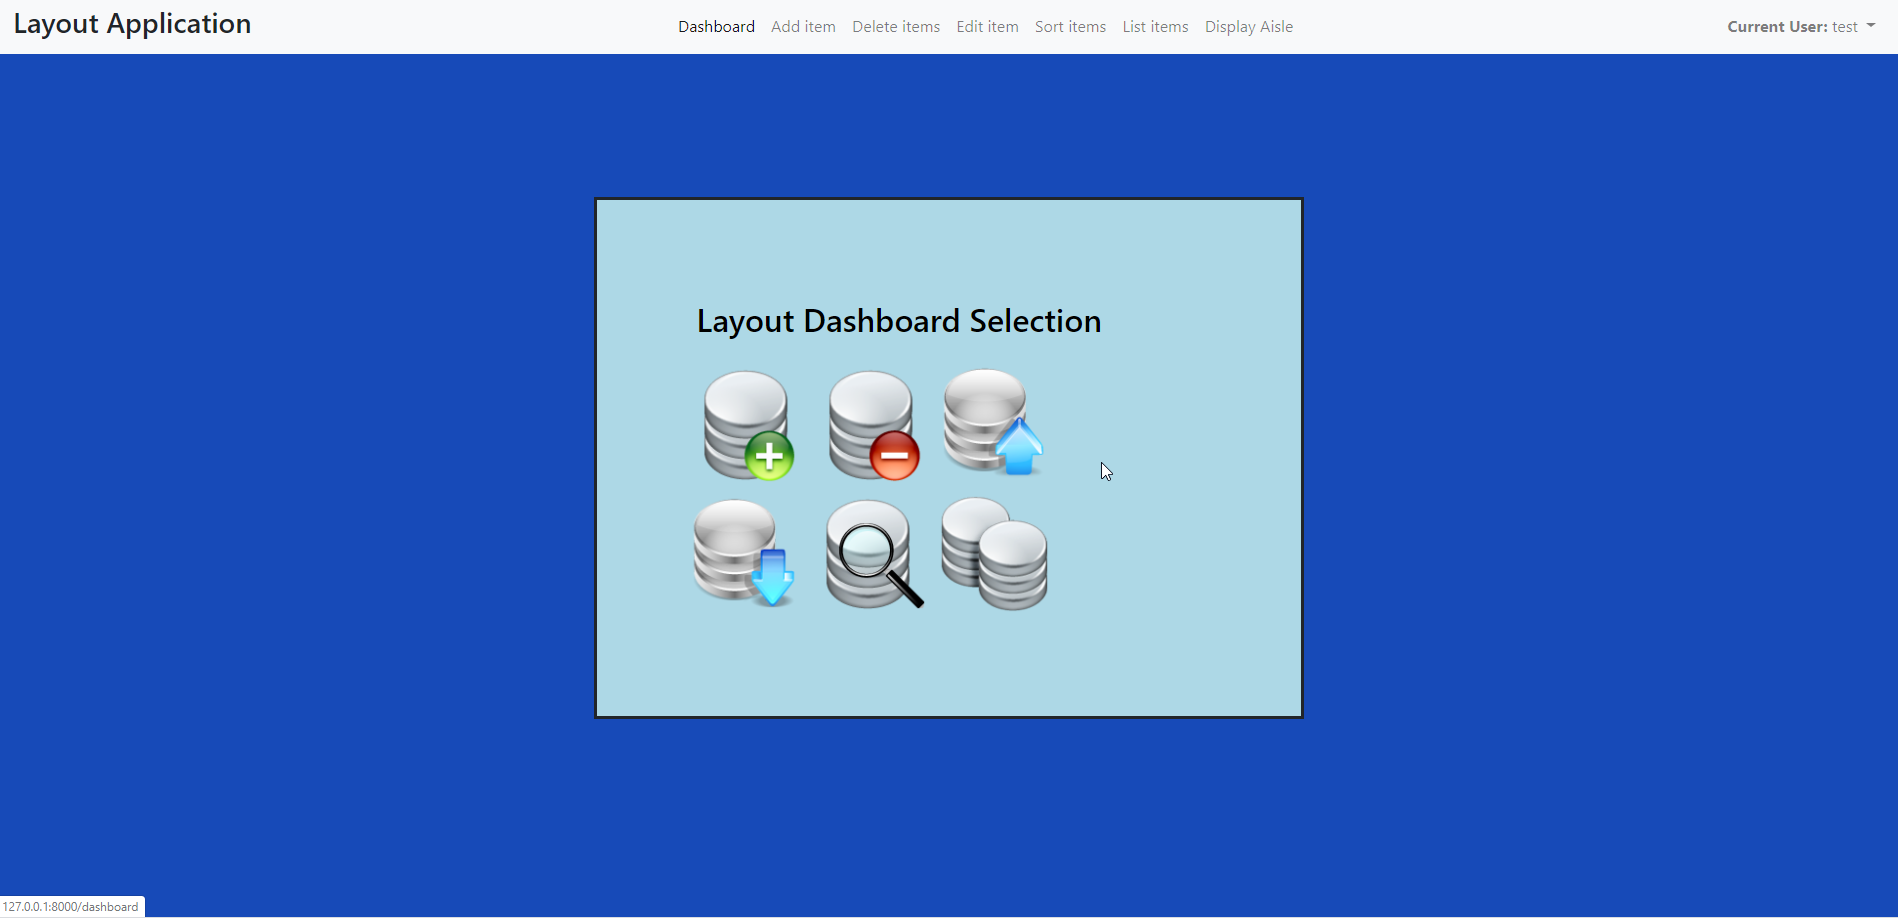 Layout Application
Dashboard Add item Delete items Edit item Sort items List items Display Aisle
Current User: test
Layout Dashboard Selection
127.0.0.1:8000/dashboard